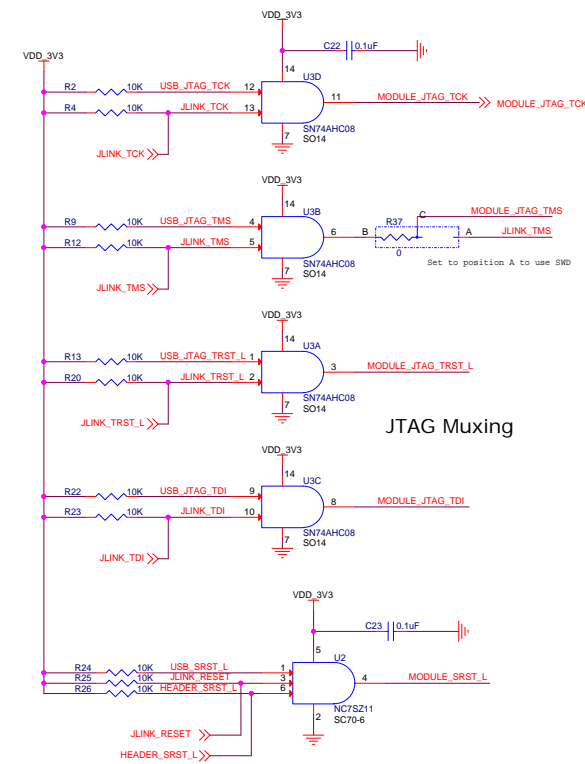 VDD_3V3
C22 0.1uF
VDD_3V3
14
R2 10K USB_JTAG_TCK 12 U3D
11 MODULE_JTAG_TCK MODULE_JTAG_TCK
R4 10K JLINK_TCK 13
SN74AHC08
7 SO14
JLINK_TCK
VDD_3V3
14
R9 10K USB_JTAG_TMS 4 U3B
R37 C MODULE_JTAG_TMS
6 B A JLINK_TMS
R12 10K JLINK_TMS 5
0
SN74AHC08
7 SO14
Set to position A to use SWD
JLINK_TMS
VDD_3V3
14
R13 10K USB_JTAG_TRST_L 1 U3A
3 MODULE_JTAG_TRST_L
R20 10K JLINK_TRST_L 2
SN74AHC08
7 SO14
JLINK_TRST_L
JTAG Muxing
VDD_3V3
14
R22 10K USB_JTAG_TDI 9 U3C
8 MODULE_JTAG_TDI
R23 10K JLINK_TDI 10
SN74AHC08
7 SO14
JLINK_TDI
VDD_3V3
C23 0.1uF
5
R24 10K USB_SRST_L 1 U2
R25 10K JLINK_RESET 3 4 MODULE_SRST_L
R26 10K HEADER_SRST_L 6
NC7SZ11
2 SC70-6
JLINK_RESET
HEADER_SRST_L